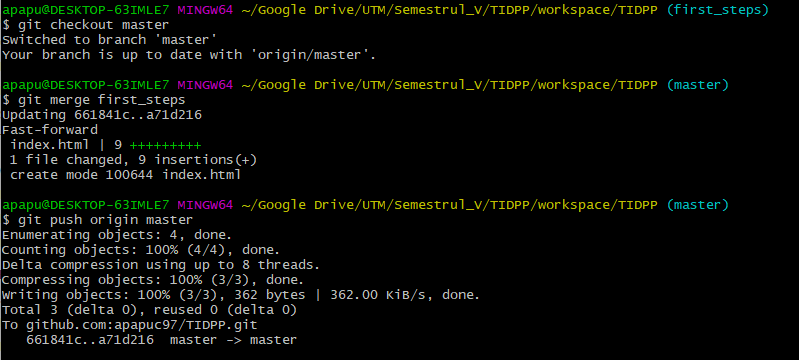 apapu@DESKTOP-63IMLE7 MINGW64 ~/Google Drive/UTM/Semestrul_V/TIDPP/workspace/TIDPP (first_steps)
$ git checkout master
Switched to branch 'master'
Your branch is up to date with 'origin/master'.
apapu@DESKTOP-63IMLE7 MINGW64 ~/Google Drive/UTM/Semestrul_V/TIDPP/workspace/TIDPP (master)
$ git merge first_steps
Updating 661841c..a71d216
Fast-forward
index.html | 9 +++++++++
1 file changed, 9 insertions(+)
create mode 100644 index.html
apapu@DESKTOP-63IMLE7 MINGW64 ~/Google Drive/UTM/Semestrul_V/TIDPP/workspace/TIDPP (master)
$ git push origin master
Enumerating objects: 4, done.
Counting objects: 100% (4/4), done.
Delta compression using up to 8 threads.
Compressing objects: 100% (3/3), done.
Writing objects: 100% (3/3), 362 bytes | 362.00 KiB/s, done.
Total 3 (delta 0), reused 0 (delta 0)
To github.com:apapuc97/TIDPP.git
661841c..a71d216  master -> master